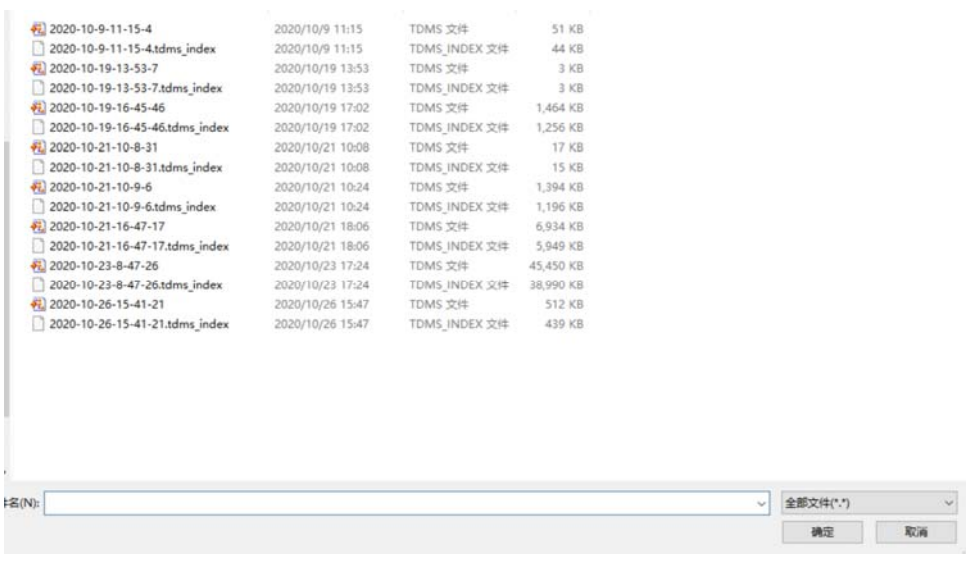 2020-10-9-11-15-4 2020/10/9 11:15 TDMS 文件 51 KB
2020-10-9-11-15-4.tdms_index 2020/10/9 11:15 TDMS_INDEX 文件 44 KB
2020-10-19-13-53-7 2020/10/19 13:53 TDMS 文件 3 KB
2020-10-19-13-53-7.tdms_index 2020/10/19 13:53 TDMS_INDEX 文件 3 KB
2020-10-19-16-45-46 2020/10/19 17:02 TDMS 文件 1,464 KB
2020-10-19-16-45-46.tdms_index 2020/10/19 17:02 TDMS_INDEX 文件 1,256 KB
2020-10-21-10-8-31 2020/10/21 10:08 TDMS 文件 17 KB
2020-10-21-10-8-31.tdms_index 2020/10/21 10:08 TDMS_INDEX 文件 15 KB
2020-10-21-10-9-6 2020/10/21 10:24 TDMS 文件 1,394 KB
2020-10-21-10-9-6.tdms_index 2020/10/21 10:24 TDMS_INDEX 文件 1,196 KB
2020-10-21-16-47-17 2020/10/21 18:06 TDMS 文件 6,934 KB
2020-10-21-16-47-17.tdms_index 2020/10/21 18:06 TDMS_INDEX 文件 5,949 KB
2020-10-23-8-47-26 2020/10/23 17:24 TDMS 文件 45,450 KB
2020-10-23-8-47-26.tdms_index 2020/10/23 17:24 TDMS_INDEX 文件 38,990 KB
2020-10-26-15-41-21 2020/10/26 15:47 TDMS 文件 512 KB
2020-10-26-15-41-21.tdms_index 2020/10/26 15:47 TDMS_INDEX 文件 439 KB
件名(N): 全部文件(*.*)
确定 取消